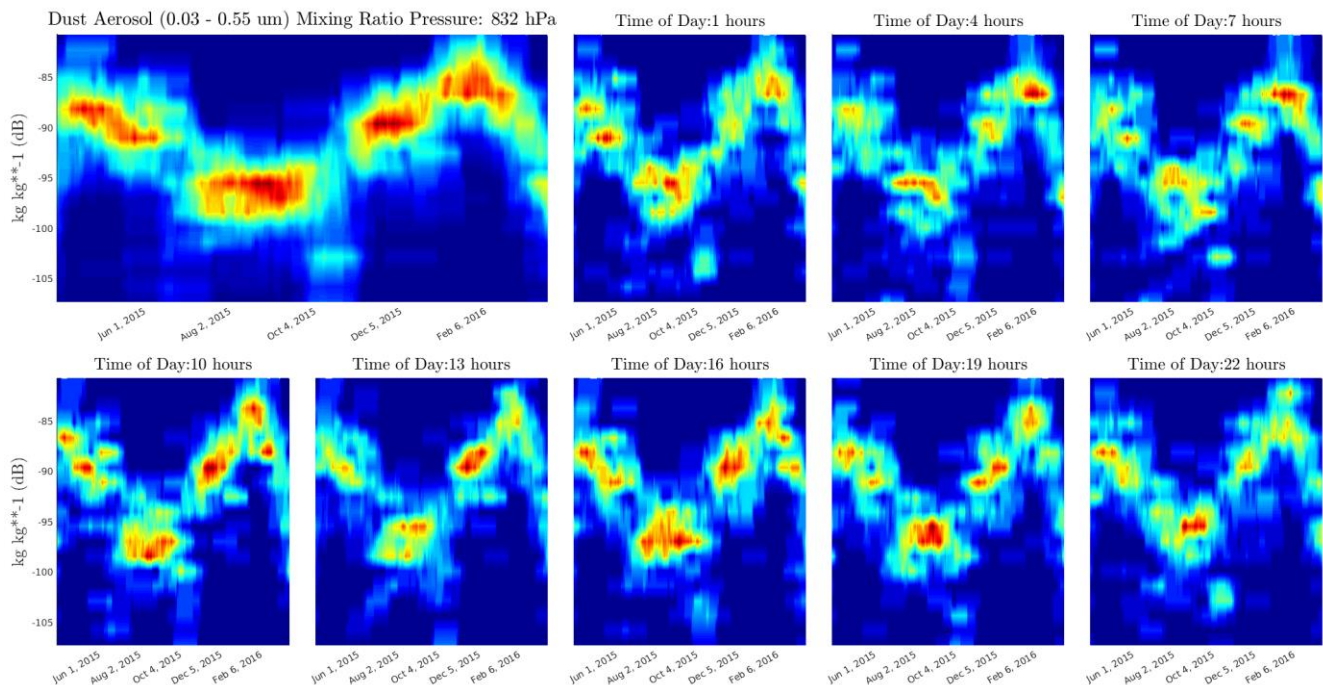 Dust Aerosol (0.03 - 0.55 um) Mixing Ratio Pressure: 832 hPa
Time of Day:1 hours
Time of Day:4 hours
Time of Day:7 hours
kg kg**-1 (dB)
-85
-90
-95
-100
-105
Jun 1, 2015
Aug 2, 2015
Oct 4, 2015
Dec 5, 2015
Feb 6, 2016
Jun 1, 2015
Aug 2, 2015
Oct 4, 2015
Dec 5, 2015
Feb 6, 2016
Jun 1, 2015
Aug 2, 2015
Oct 4, 2015
Dec 5, 2015
Feb 6, 2016
Jun 1, 2015
Aug 2, 2015
Oct 4, 2015
Dec 5, 2015
Feb 6, 2016
Time of Day:10 hours
Time of Day:13 hours
Time of Day:16 hours
Time of Day:19 hours
Time of Day:22 hours
kg kg**-1 (dB)
-85
-90
-95
-100
-105
Jun 1, 2015
Aug 2, 2015
Oct 4, 2015
Dec 5, 2015
Feb 6, 2016
Jun 1, 2015
Aug 2, 2015
Oct 4, 2015
Dec 5, 2015
Feb 6, 2016
Jun 1, 2015
Aug 2, 2015
Oct 4, 2015
Dec 5, 2015
Feb 6, 2016
Jun 1, 2015
Aug 2, 2015
Oct 4, 2015
Dec 5, 2015
Feb 6, 2016
Jun 1, 2015
Aug 2, 2015
Oct 4, 2015
Dec 5, 2015
Feb 6, 2016